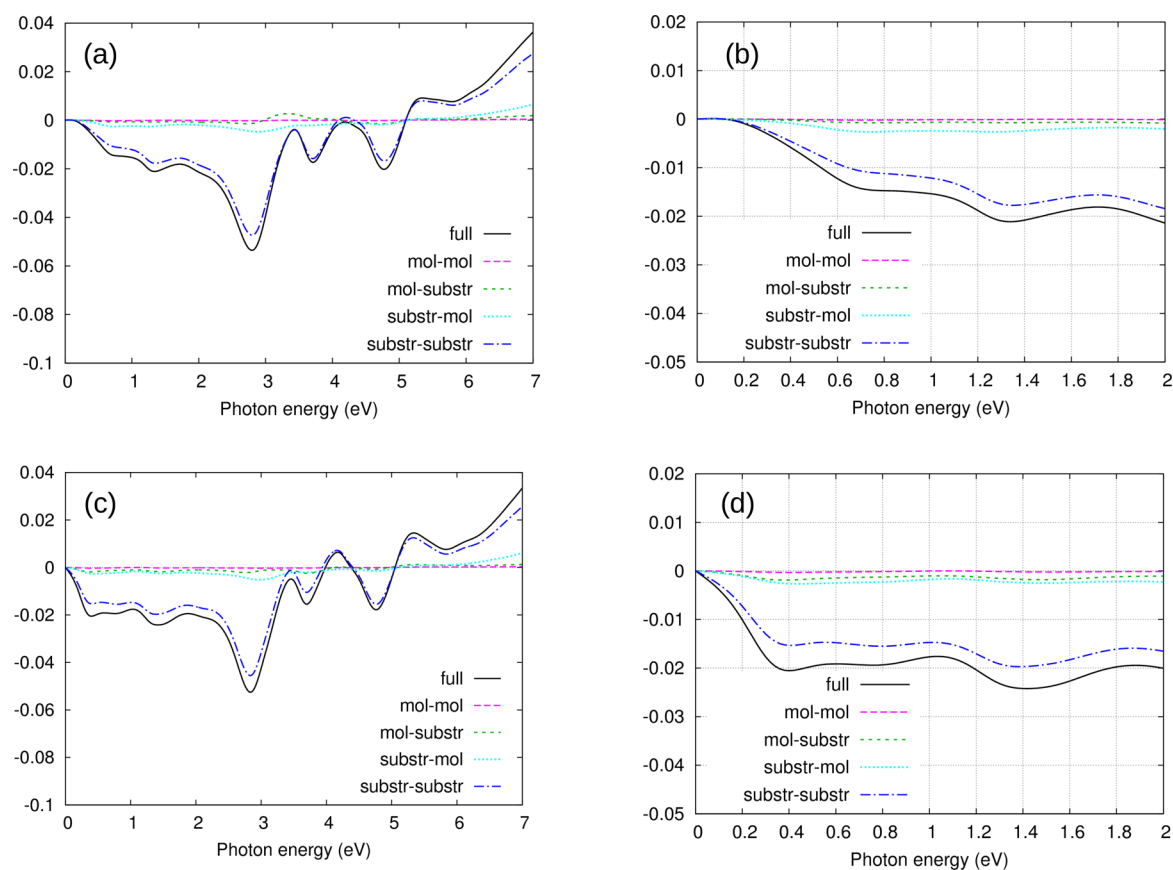 (a)
0.04
0.02
0
-0.02
-0.04
-0.06
-0.08
-0.1
full
mol-mol
mol-substr
substr-mol
substr-substr
0 1 2 3 4 5 6 7
Photon energy (eV)
(b)
0.02
0.01
0
-0.01
-0.02
-0.03
-0.04
-0.05
full
mol-mol
mol-substr
substr-mol
substr-substr
0 0.2 0.4 0.6 0.8 1 1.2 1.4 1.6 1.8 2
Photon energy (eV)
(c)
0.04
0.02
0
-0.02
-0.04
-0.06
-0.08
-0.1
full
mol-mol
mol-substr
substr-mol
substr-substr
0 1 2 3 4 5 6 7
Photon energy (eV)
(d)
0.02
0.01
0
-0.01
-0.02
-0.03
-0.04
-0.05
full
mol-mol
mol-substr
substr-mol
substr-substr
0 0.2 0.4 0.6 0.8 1 1.2 1.4 1.6 1.8 2
Photon energy (eV)